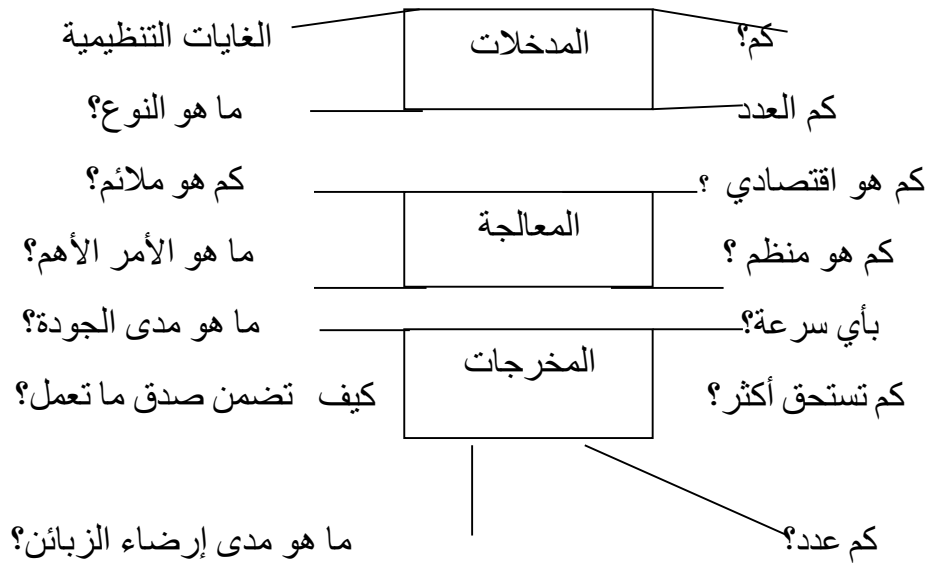 كم؟ المدخلات الغايات التنظيمية
كم العدد ما هو النوع؟
كم هو اقتصادي ؟ كم هو ملائم؟
كم هو منظم ؟ المعالجة ما هو الأمر الأهم؟
بأي سرعة؟ ما هو مدى الجودة؟
المخرجات
كم تستحق أكثر؟ كيف تضمن صدق ما تعمل؟
كم عدد؟ ما هو مدى إرضاء الزبائن؟